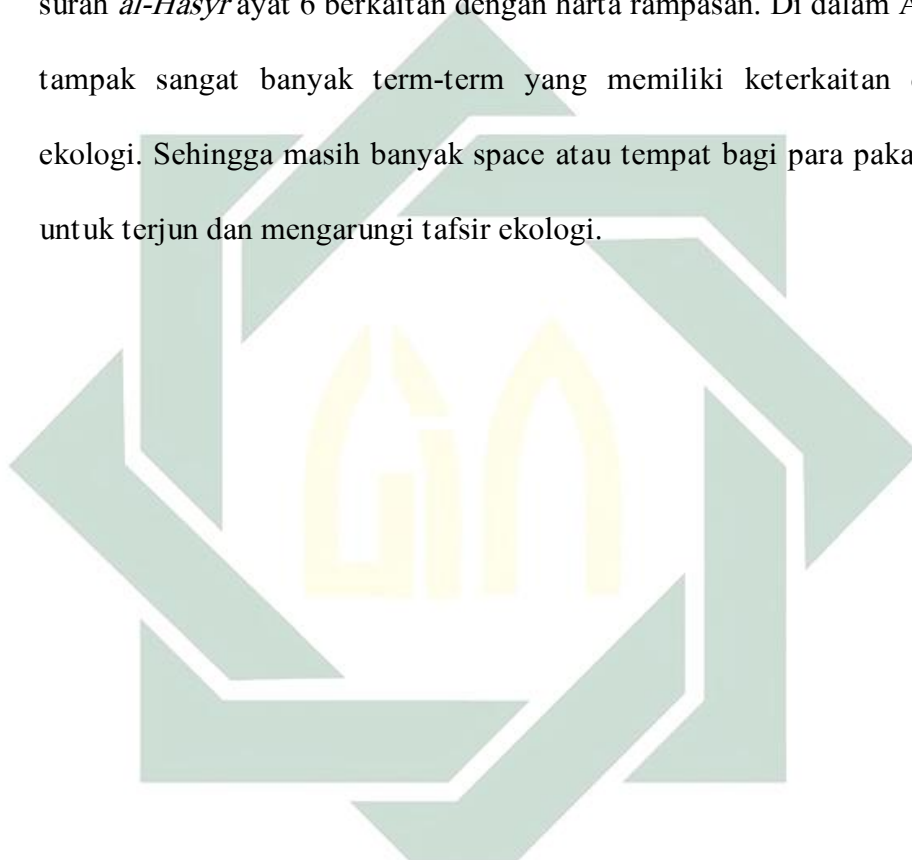 surah al-Hasyr ayat 6 berkaitan dengan harta rampasan. Di dalam A
tampak sangat banyak term-term yang memiliki keterkaitan
ekologi. Sehingga masih banyak space atau tempat bagi para paka
untuk terjun dan mengarungi tafsir ekologi.